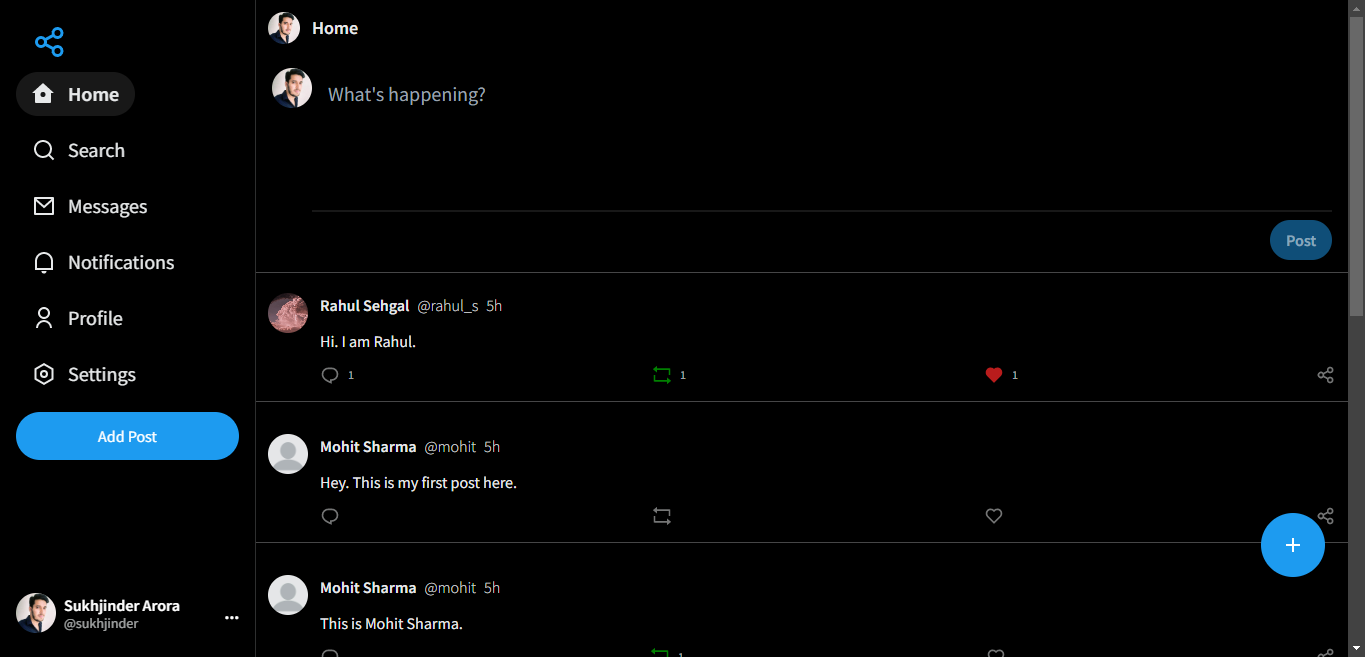 Home
Search
Messages
Notifications
Profile
Settings
Add Post
Sukhjinder Arora
@sukhjinder
Home
What's happening?
Post
Rahul Sehgal @rahul_s 5h
Hi. I am Rahul.
1 1 1
Mohit Sharma @mohit 5h
Hey. This is my first post here.
Mohit Sharma @mohit 5h
This is Mohit Sharma.
1